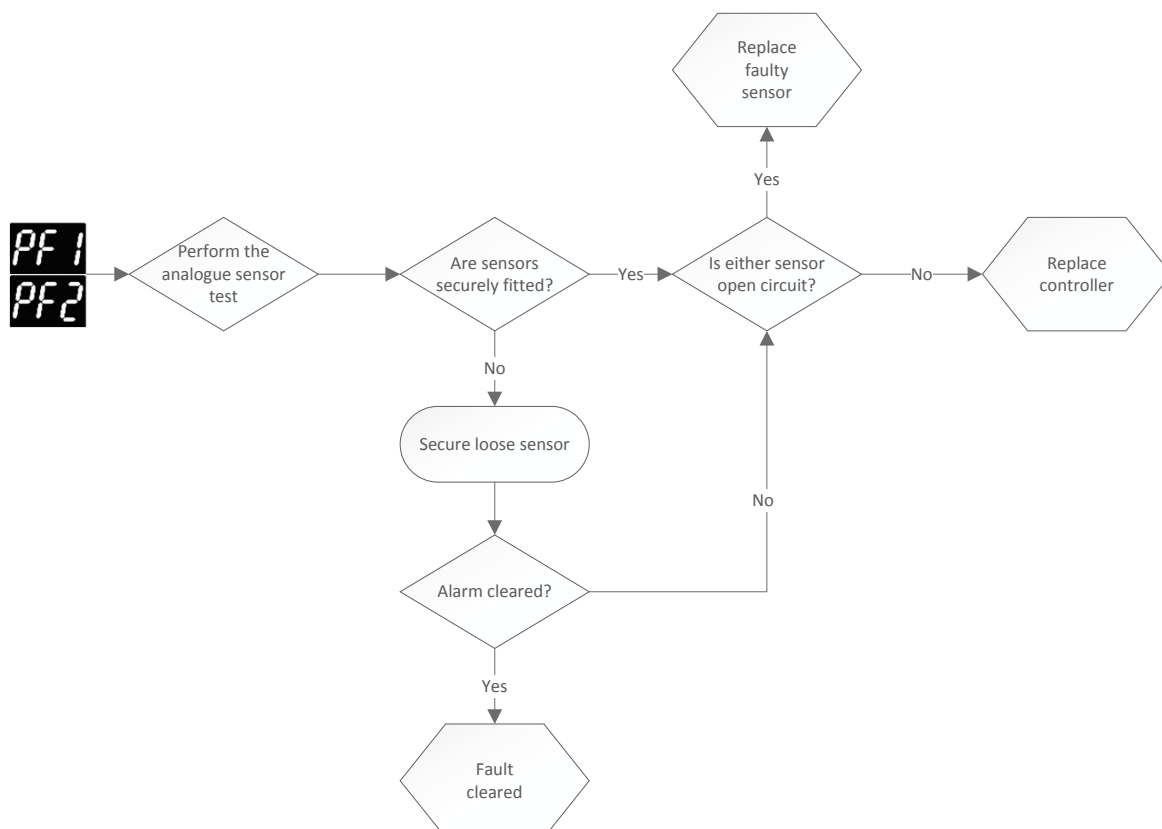 Replace
faulty
sensor
Yes
PF1
PF2
Perform the
analogue sensor
test
Are sensors
securely fitted?
Yes
Is either sensor
open circuit?
No
Replace
controller
No
Secure loose sensor
No
Alarm cleared?
Yes
Fault
cleared